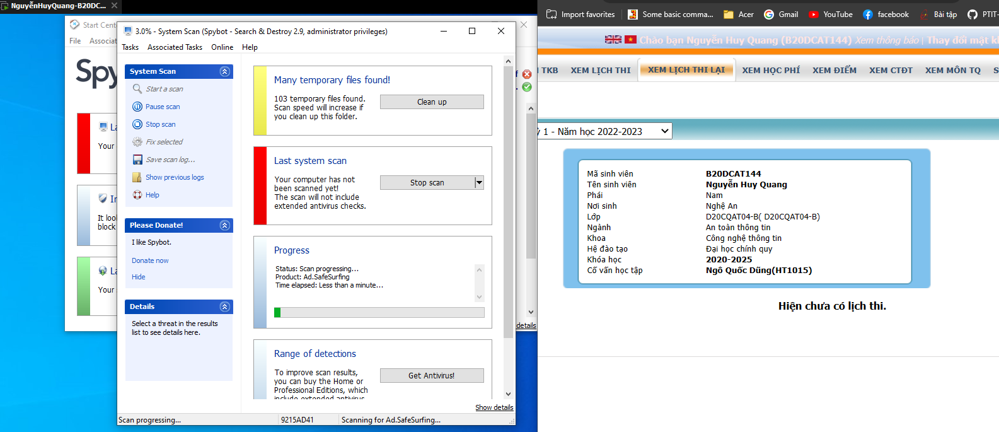 NguyễnHuyQuang-B20DC...
Start Cent
File Associat
Spy
Your
It lool
block
Your
3.0% - System Scan (Spybot - Search & Destroy 2.9, administrator privileges)
Tasks Associated Tasks Online Help
System Scan
Start a scan
Pause scan
Stop scan
Fix selected
Save scan log...
Show previous logs
Help
Please Donate!
I like Spybot.
Donate now
Hide
Details
Select a threat in the results
list to see details here.
Many temporary files found!
103 temporary files found.
Scan speed will increase if
you clean up this folder.
Clean up
Last system scan
Your computer has not
been scanned yet!
The scan will not include
extended antivirus checks.
Stop scan
Progress
Status: Scan progressing...
Product: Ad.SafeSurfing
Time elapsed: Less than a minute...
Range of detections
To improve scan results,
you can buy the Home or
Professional Editions, which
include extended antivirus
Get Antivirus!
Show details
Scan progressing... 9215AD41 Scanning for Ad.SafeSurfing...
details
Import favorites Some basic comma... Acer Gmail YouTube facebook Bài tập PTIT-
Chào bạn Nguyễn Huy Quang (B20DCAT144) Xem thông báo | Thay đổi mật k
TKB XEM LỊCH THI XEM LỊCH THI LẠI XEM HỌC PHÍ XEM ĐIỂM XEM CTĐT XEM MÔN TQ S
1 - Năm học 2022-2023
Mã sinh viên B20DCAT144
Tên sinh viên Nguyễn Huy Quang
Phái Nam
Nơi sinh Nghệ An
Lớp D20CQAT04-B( D20CQAT04-B)
Ngành An toàn thông tin
Khoa Công nghệ thông tin
Hệ đào tạo Đại học chính quy
Khóa học 2020-2025
Cố vấn học tập Ngô Quốc Dũng(HT1015)
Hiện chưa có lịch thi.